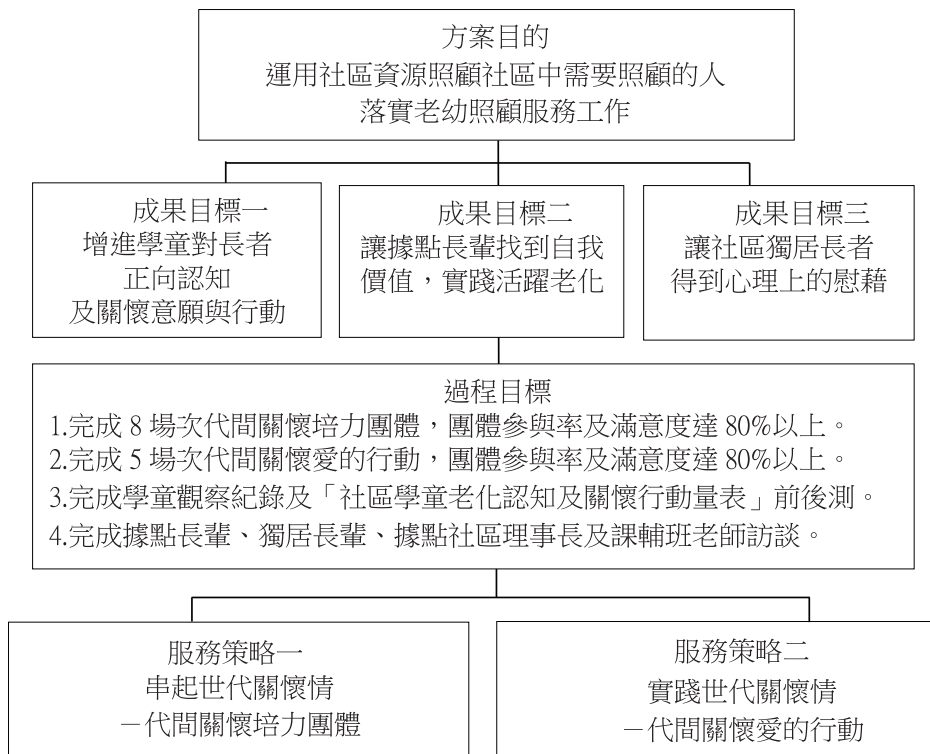 方案目的
運用社區資源照顧社區中需要照顧的人
落實老幼照顧服務工作
成果目標一
增進學童對長者
正向認知
及關懷意願與行動
成果目標二
讓據點長輩找到自我
價值，實踐活躍老化
成果目標三
讓社區獨居長者
得到心理上的慰藉
過程目標
1.完成 8 場次代間關懷培力團體，團體參與率及滿意度達 80%以上。
2.完成 5 場次代間關懷愛的行動，團體參與率及滿意度達 80%以上。
3.完成學童觀察紀錄及「社區學童老化認知及關懷行動量表」前後測。
4.完成據點長輩、獨居長輩、據點社區理事長及課輔班老師訪談。
服務策略一
串起世代關懷情
－代間關懷培力團體
服務策略二
實踐世代關懷情
－代間關懷愛的行動